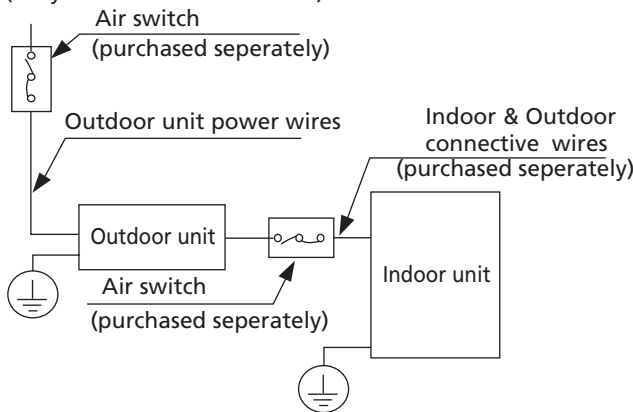 Air switch
(purchased seperately)
Outdoor unit power wires
Indoor & Outdoor
connective wires
(purchased seperately)
Outdoor unit
Indoor unit
Air switch
(purchased seperately)